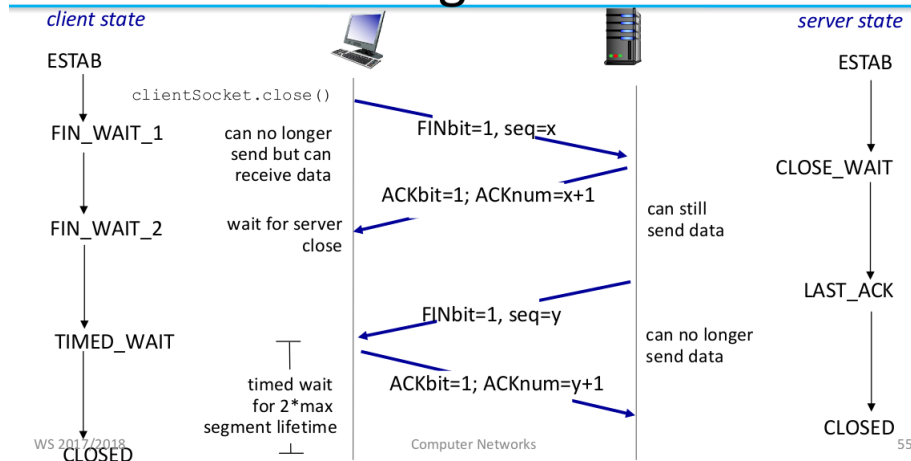 client state
server state
ESTAB
ESTAB
clientSocket.close()
FIN_WAIT_1
can no longer
send but can
receive data
FINbit=1, seq=x
CLOSE_WAIT
ACKbit=1; ACKnum=x+1
can still
send data
FIN_WAIT_2
wait for server
close
LAST_ACK
FINbit=1, seq=y
can no longer
send data
TIMED_WAIT
timed wait
for 2*max
segment lifetime
ACKbit=1; ACKnum=y+1
CLOSED
WS 2017/2018
Computer Networks
55
CLOSED